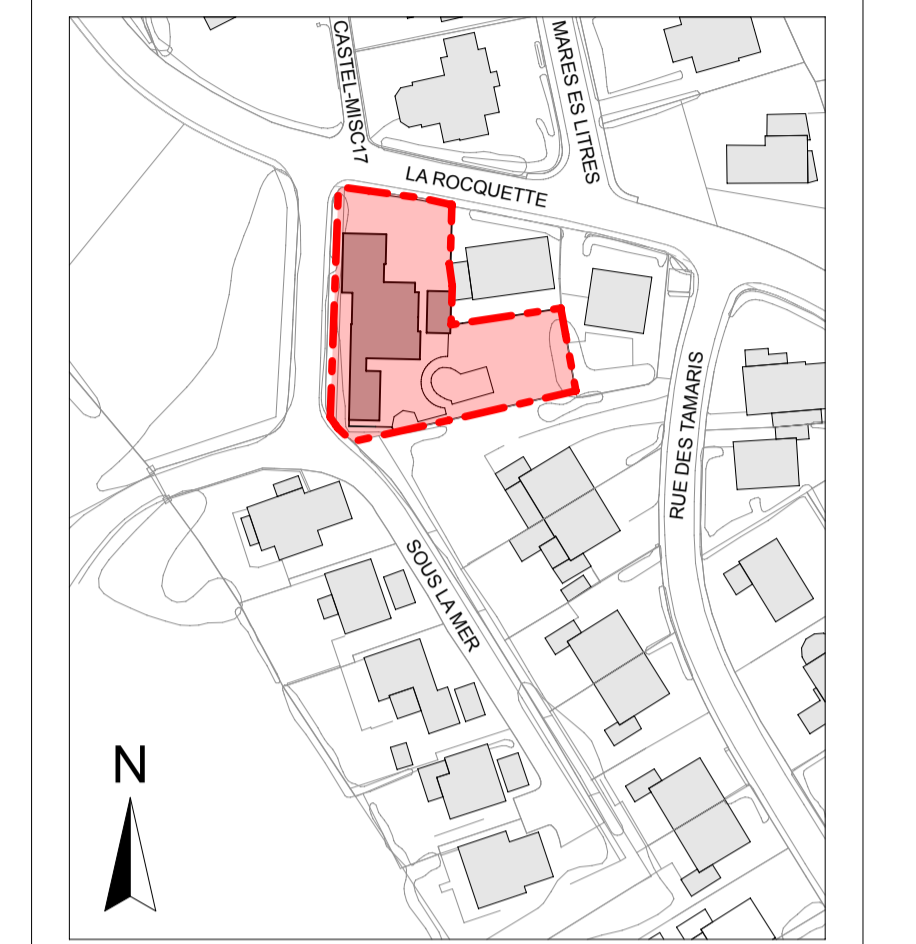 CASTEL-MISC17
MARES ES LITRES
LA ROCQUETTE
RUE DES TAMARIS
SOUS LA MER
N